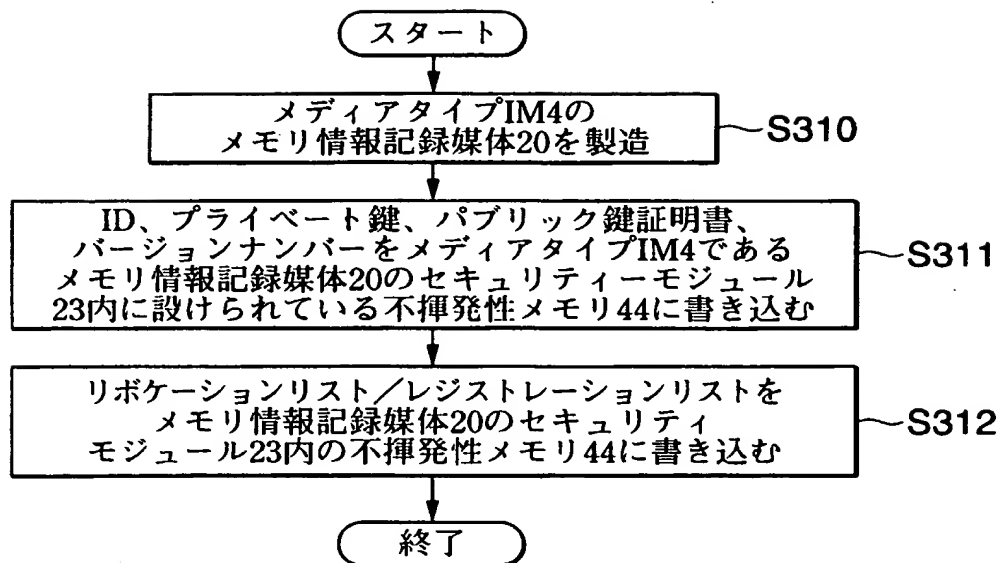 スタート
メディアタイプIM4の
メモリ情報記録媒体20を製造
S310
ID、プライベート鍵、パブリック鍵証明書、
バージョンナンバーをメディアタイプIM4である
メモリ情報記録媒体20のセキュリティーモジュール
23内に設けられている不揮発性メモリ44に書き込む
S311
リボケーションリスト／レジストレーションリストを
メモリ情報記録媒体20のセキュリティ
モジュール23内の不揮発性メモリ44に書き込む
S312
終了